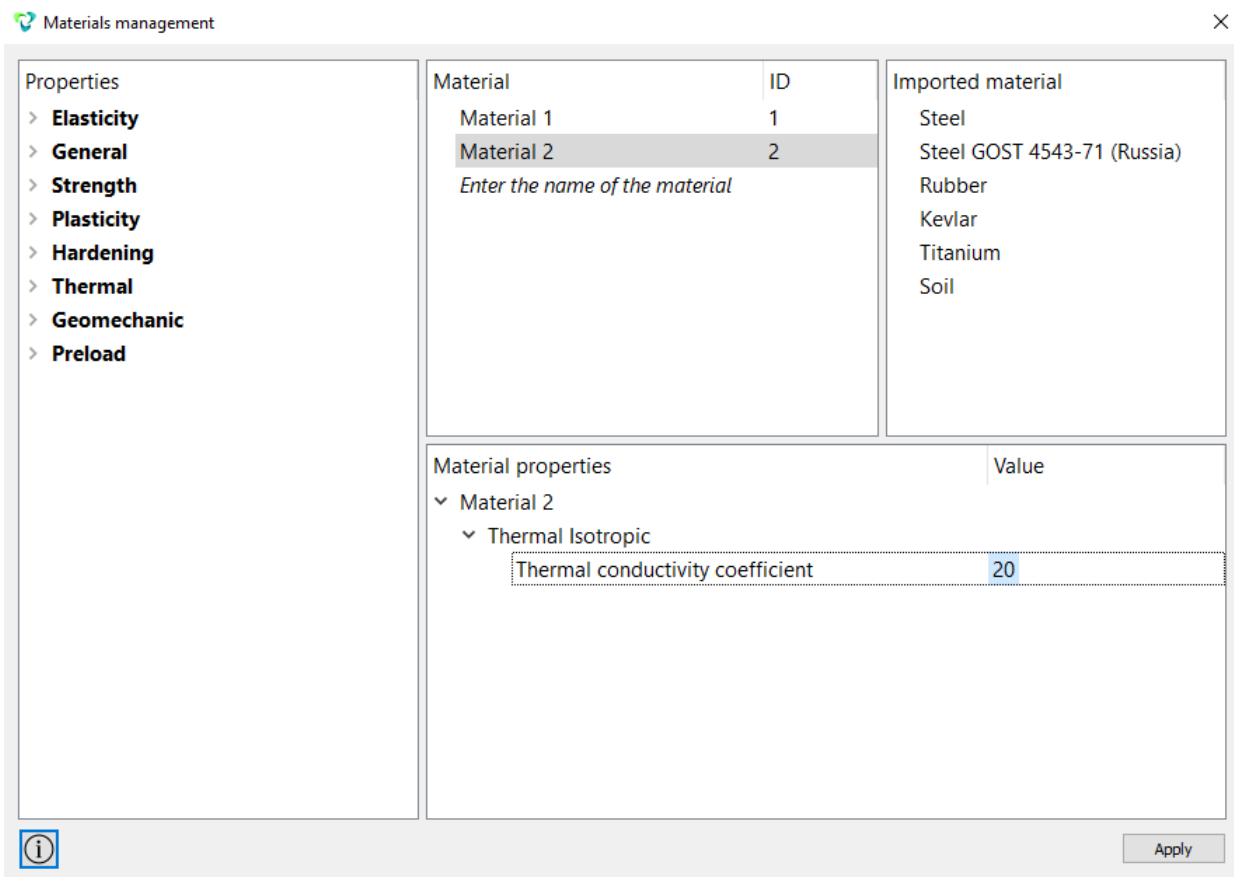 Materials management
Properties
Elasticity
General
Strength
Plasticity
Hardening
Thermal
Geomechanic
Preload
Material ID
Material 1 1
Material 2 2
Enter the name of the material
Imported material
Steel
Steel GOST 4543-71 (Russia)
Rubber
Kevlar
Titanium
Soil
Material properties Value
Material 2
Thermal Isotropic
Thermal conductivity coefficient 20
Apply